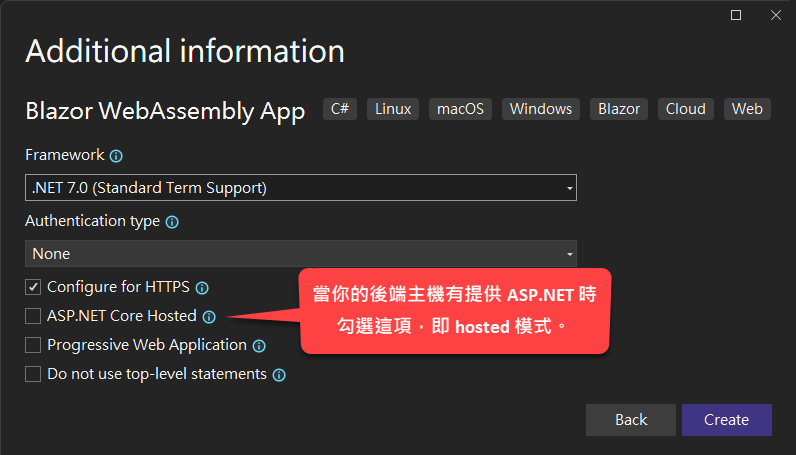 Additional information
Blazor WebAssembly App C# Linux macOS Windows Blazor Cloud Web
Framework
.NET 7.0 (Standard Term Support)
Authentication type
None
Configure for HTTPS
ASP.NET Core Hosted
當你的後端主機有提供 ASP.NET 時
勾選這項，即 hosted 模式。
Progressive Web Application
Do not use top-level statements
Back Create